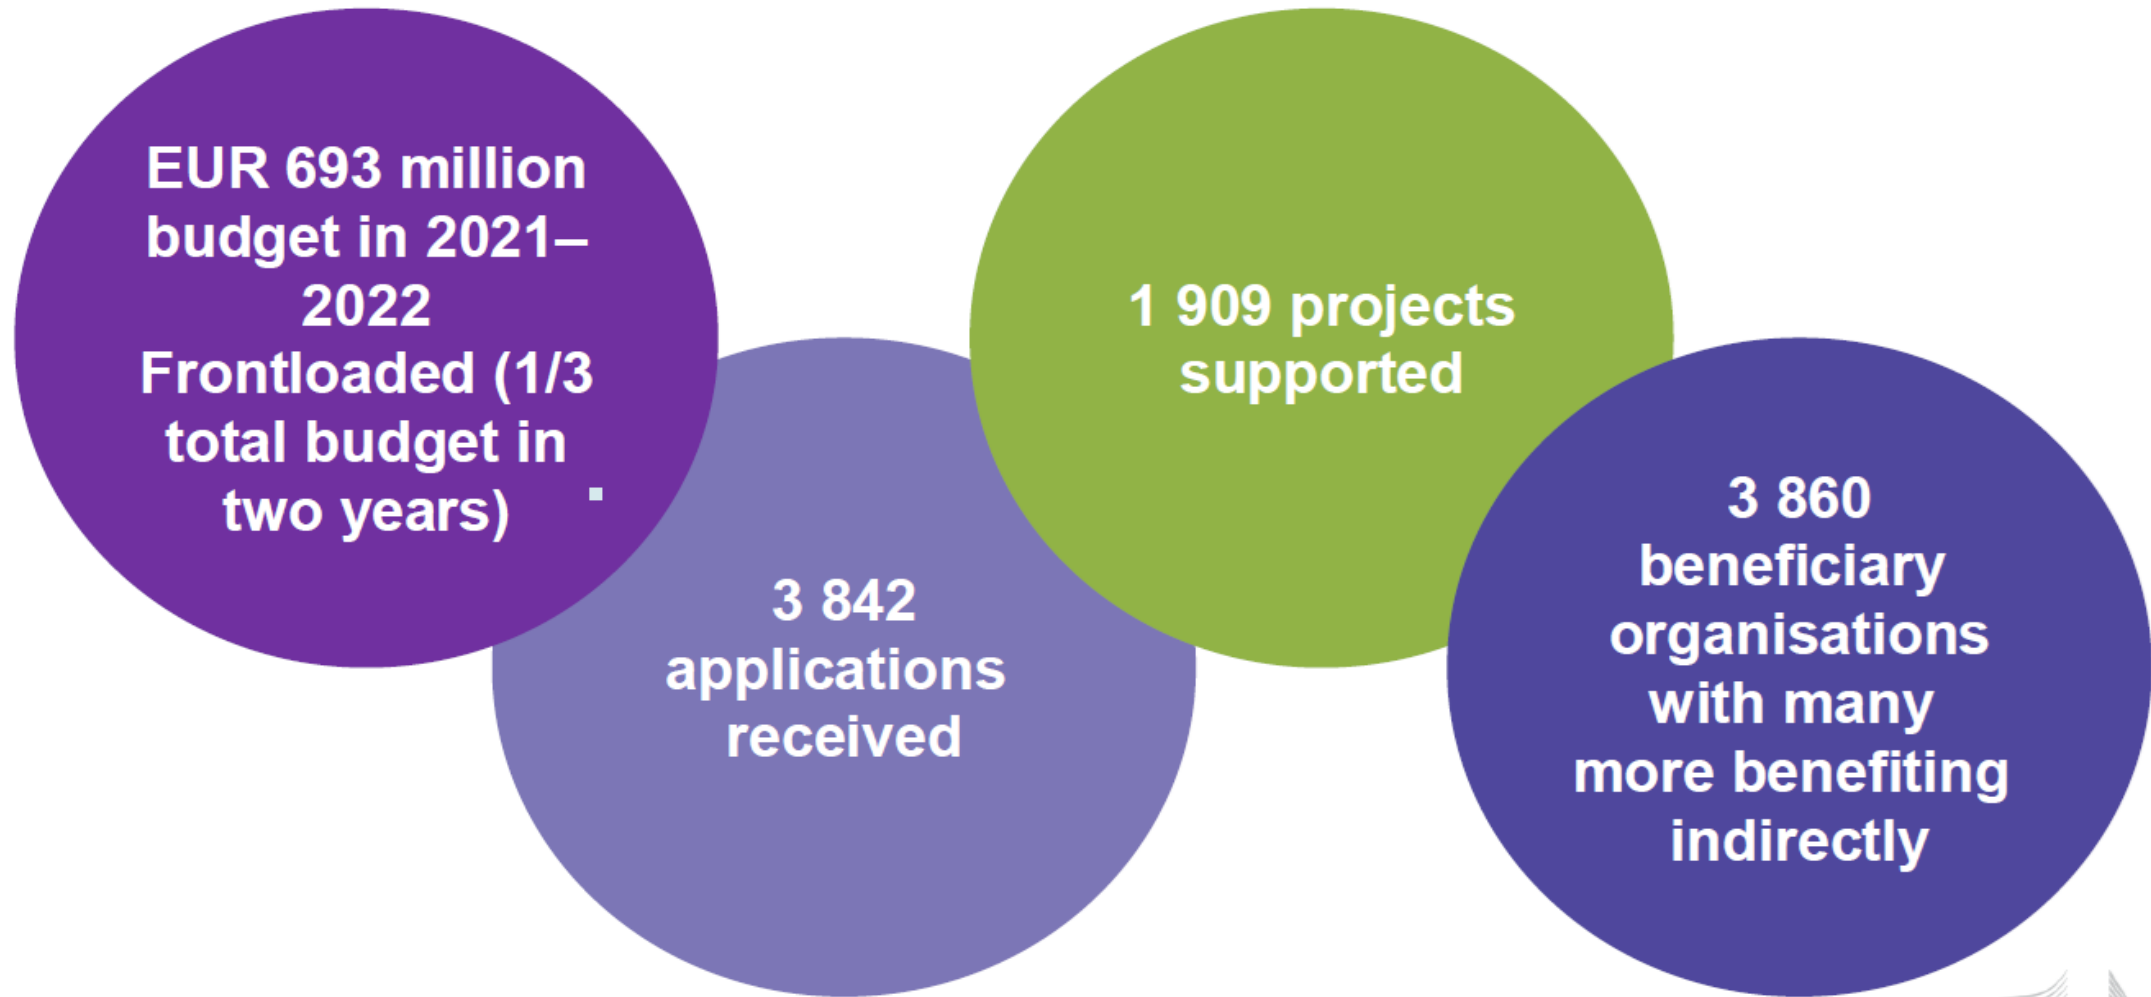 EUR 693 million
budget in 2021–
2022
Frontloaded (1/3
total budget in
two years)
3 842
applications
received
1 909 projects
supported
3 860
beneficiary
organisations
with many
more benefiting
indirectly